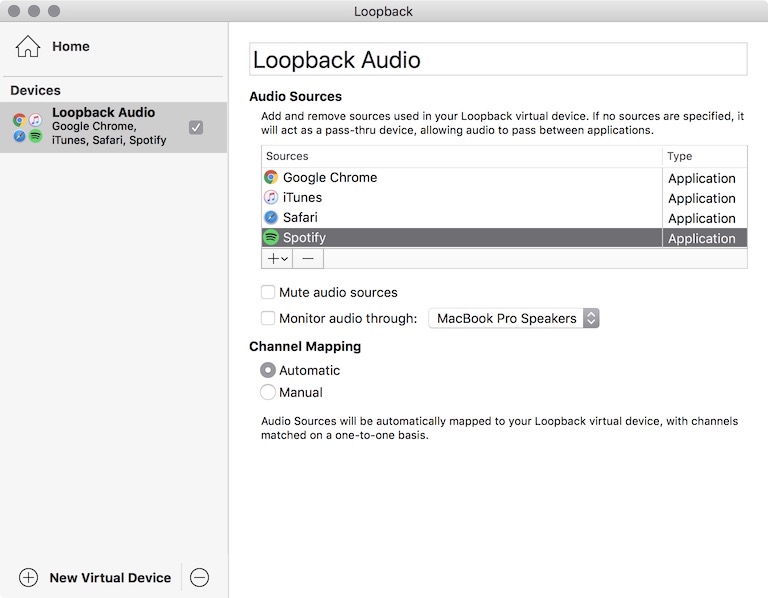 Loopback
Home
Devices
Loopback Audio
Google Chrome,
iTunes, Safari, Spotify
New Virtual Device
Loopback Audio
Audio Sources
Add and remove sources used in your Loopback virtual device. If no sources are specified, it
will act as a pass-thru device, allowing audio to pass between applications.
Sources Type
Google Chrome Application
iTunes Application
Safari Application
Spotify Application
Mute audio sources
Monitor audio through: MacBook Pro Speakers
Channel Mapping
Automatic
Manual
Audio Sources will be automatically mapped to your Loopback virtual device, with channels
matched on a one-to-one basis.